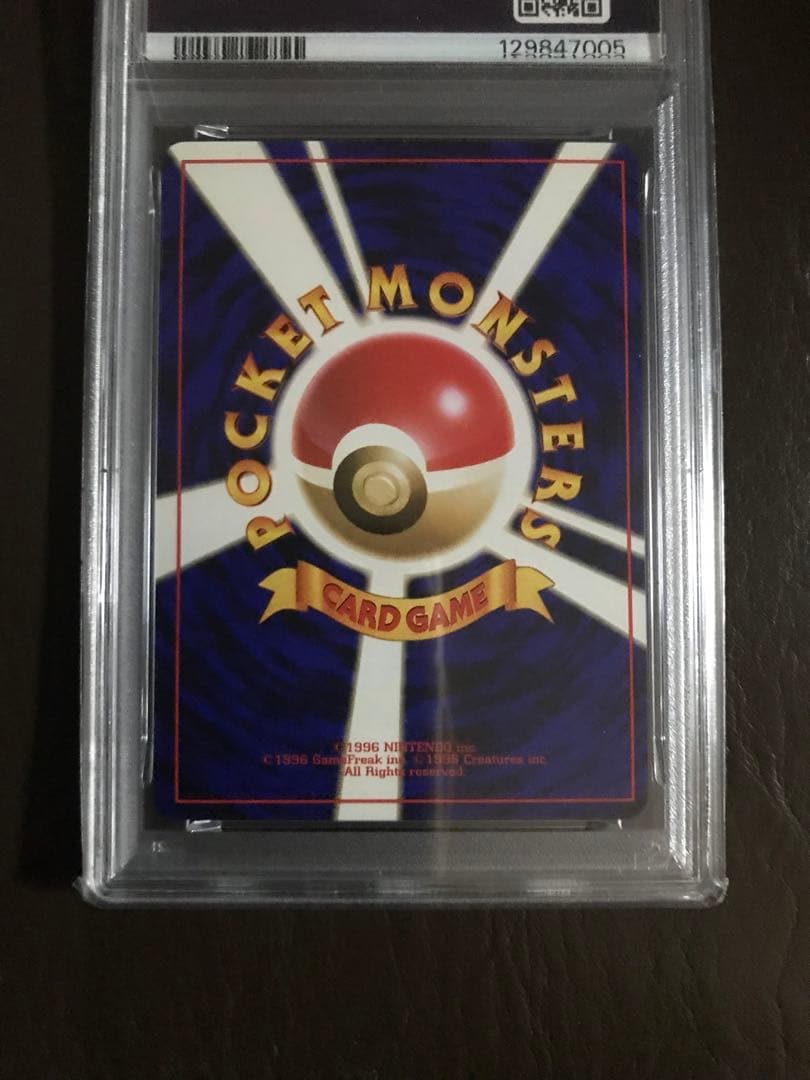 129847005
POCKET MONSTERS
CARD GAME
©1996 NINTENDO inc.
©1996 GameFreak inc. ©1996 Creatures inc.
All Rights reserved.